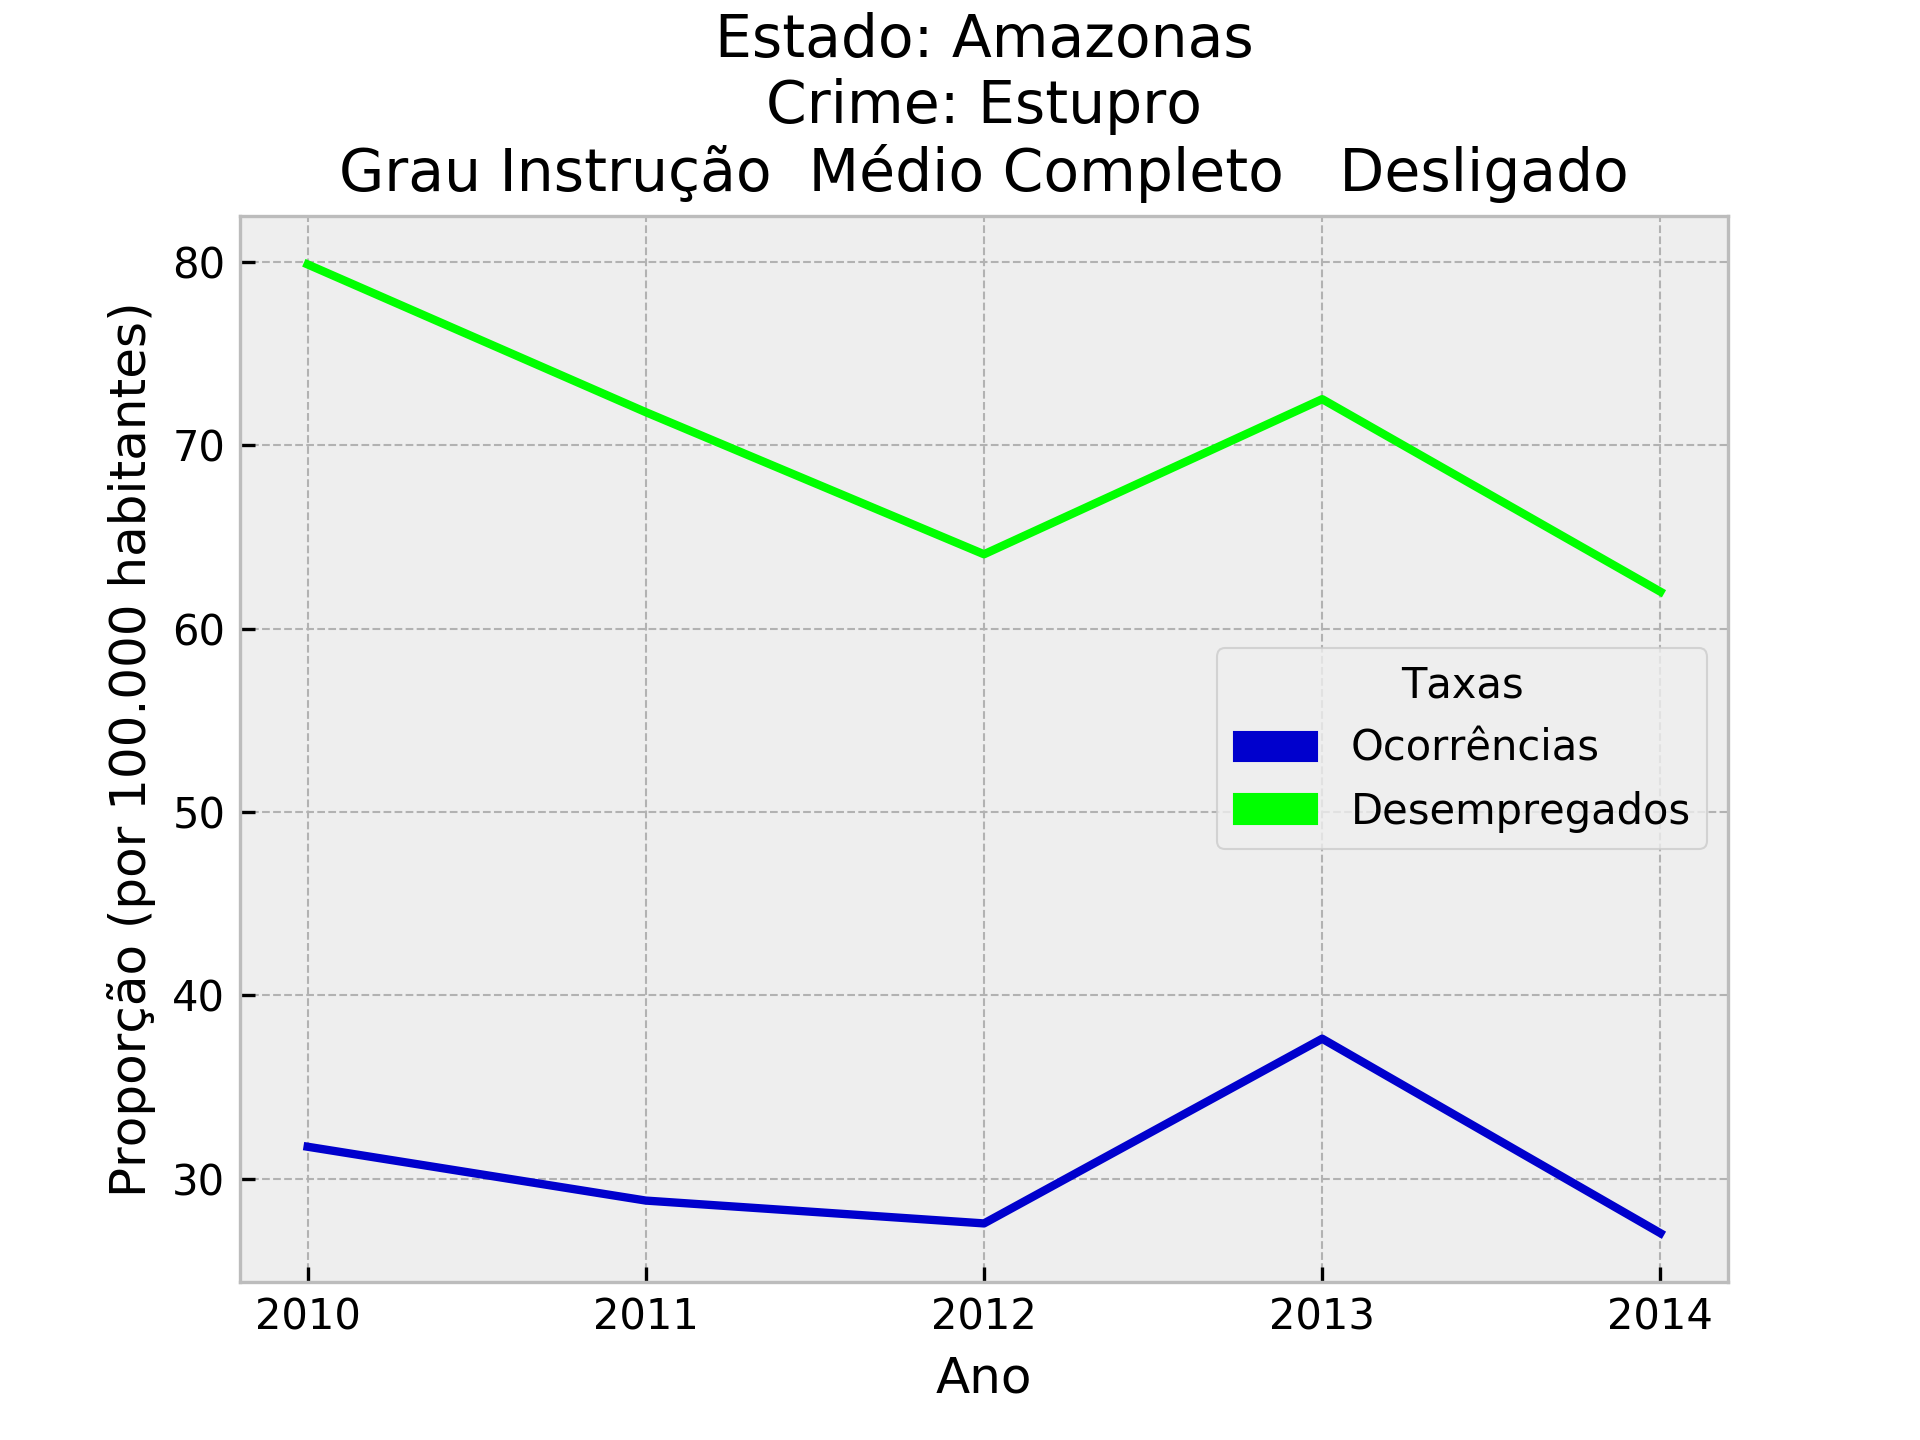 Estado: Amazonas
Crime: Estupro
Grau Instrução  Médio Completo   Desligado
Proporção (por 100.000 habitantes)
80
70
60
50
40
30
Taxas
Ocorrências
Desempregados
2010 2011 2012 2013 2014
Ano